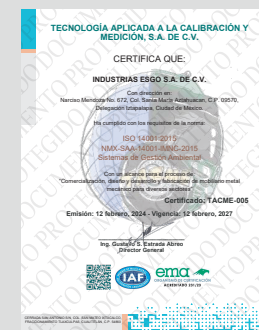 TECNOLOGÍA APLICADA A LA CALIBRACIÓN Y
MEDICIÓN, S.A. DE C.V.
CERTIFICA QUE:
INDUSTRIAS ESGO S.A. DE C.V.
Con dirección en:
Narciso Mendoza No. 672, Col. Santa María Aztahuacan, C.P. 09570,
Delegación Iztapalapa, Ciudad de México
Ha cumplido con los requisitos de la norma:
ISO 14001:2015
NMX-SAA-14001-IMNC-2015
Sistemas de Gestión Ambiental
Con un alcance para el proceso de:
"Comercialización, diseño y desarrollo y fabricación de mobiliario metal
mecánico para diversos sectores"
Certificado: TACME-005
Emisión: 12 febrero, 2024 - Vigencia: 12 febrero, 2027
Ing. Gustavo S. Estrada Abreo
Director General
IAF
ema
ORGANISMO DE CERTIFICACIÓN
ACREDITADO